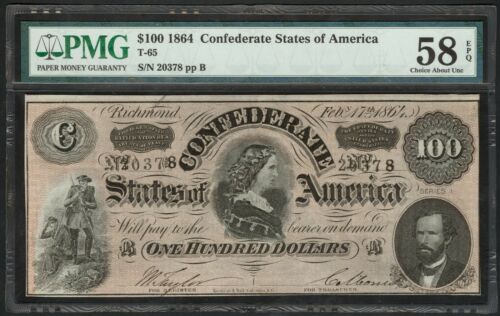 PMG
PAPER MONEY GUARANTY
$100 1864 Confederate States of America
T-65
S/N 20378 pp B
58 EPQ
Choice About Unc
Richmond Feb. 17th 1864.
C
CONFEDERATE
100
No 20378
20378
SERIES 1
States of America
Will pay to the bearer on demand
B ONE HUNDRED DOLLARS B
FOR REGISTER
FOR TREASURER